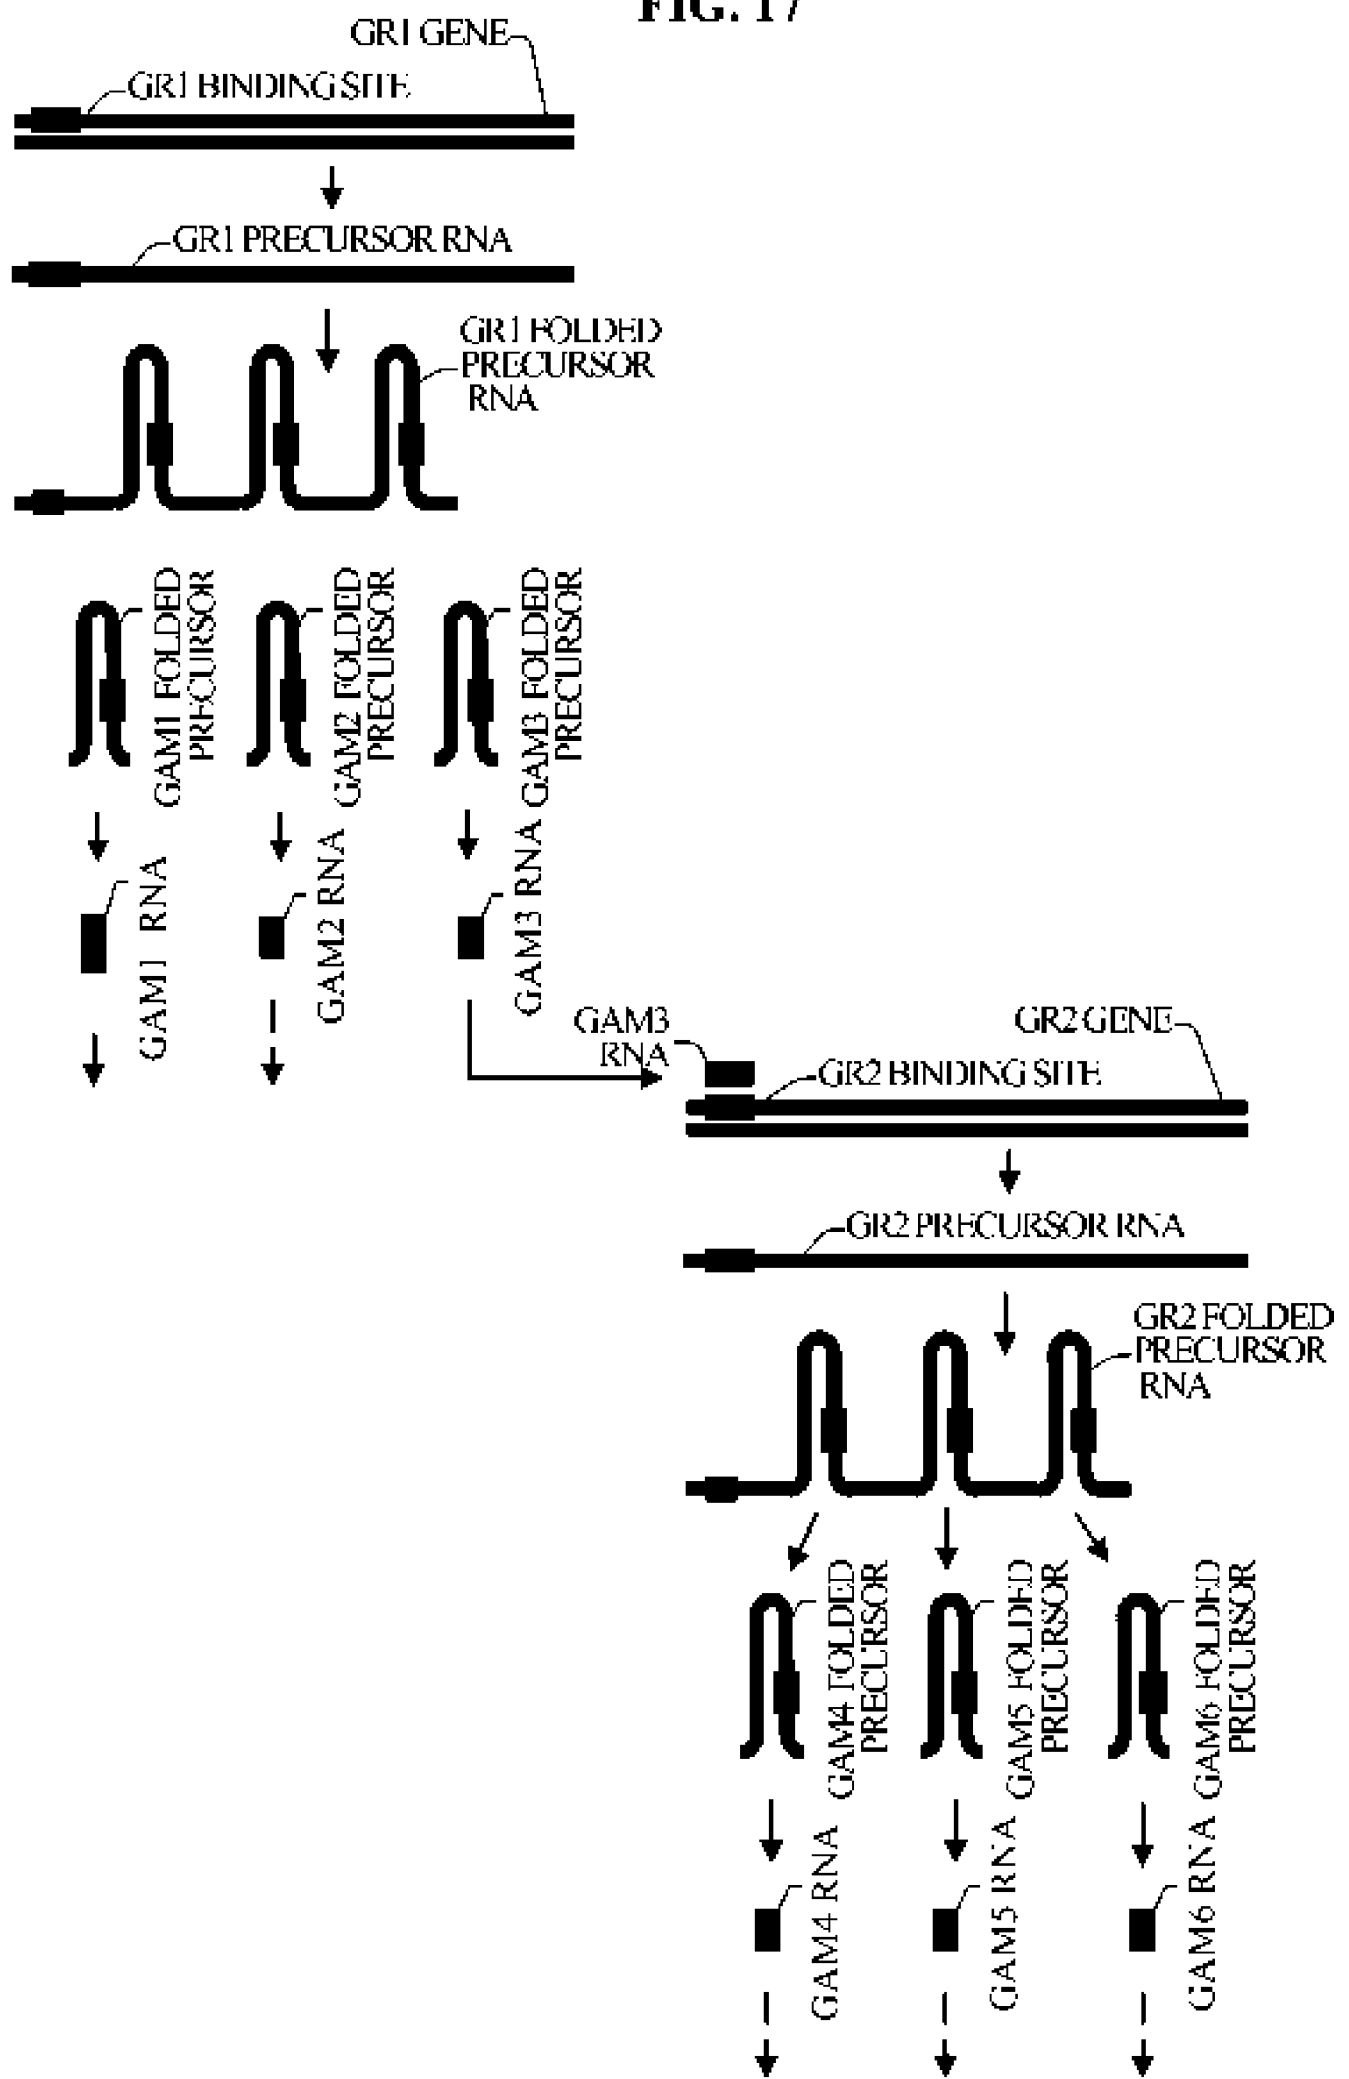 FIG. 17
GR1 GENE
GR1 BINDING SITE
GR1 PRECURSOR RNA
GR1 FOLDED
PRECURSOR
RNA
GAM1 FOLDED
PRECURSOR
GAM2 FOLDED
PRECURSOR
GAM3 FOLDED
PRECURSOR
GAM1 RNA
GAM2 RNA
GAM3 RNA
GAM3
RNA
GR2 GENE
GR2 BINDING SITE
GR2 PRECURSOR RNA
GR2 FOLDED
PRECURSOR
RNA
GAM4 FOLDED
PRECURSOR
GAM5 FOLDED
PRECURSOR
GAM6 FOLDED
PRECURSOR
GAM4 RNA
GAM5 RNA
GAM6 RNA